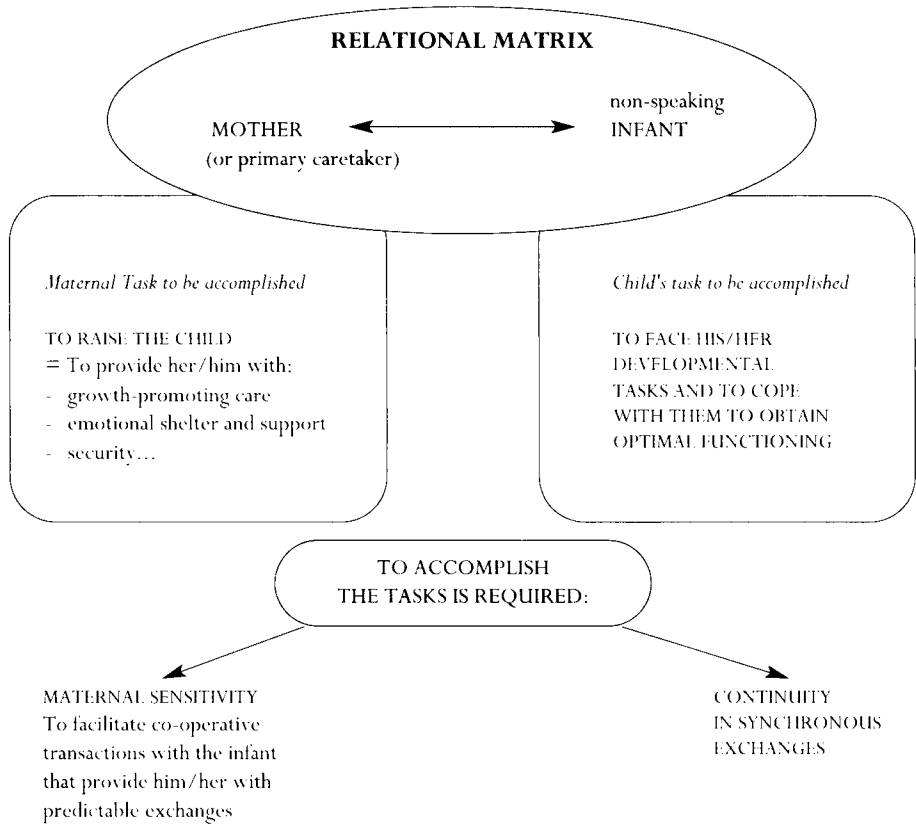 RELATIONAL MATRIX
MOTHER
(or primary caretaker)
non-speaking
INFANT
Maternal Task to be accomplished
TO RAISE THE CHILD
= To provide her/him with:
- growth-promoting care
- emotional shelter and support
- security...
Child's task to be accomplished
TO FACE HIS/HER
DEVELOPMENTAL
TASKS AND TO COPE
WITH THEM TO OBTAIN
OPTIMAL FUNCTIONING
TO ACCOMPLISH
THE TASKS IS REQUIRED:
MATERNAL SENSITIVITY
To facilitate co-operative
transactions with the infant
that provide him/her with
predictable exchanges
CONTINUITY
IN SYNCHRONOUS
EXCHANGES